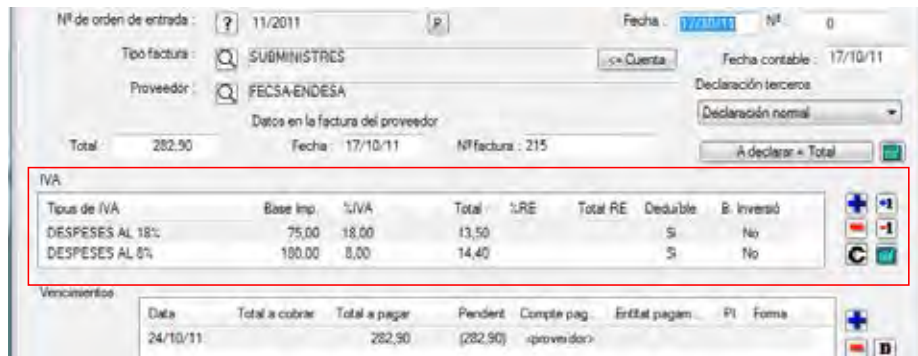 Nº de orden de entrada : ? 11/2011 R Fecha : 17/10/11 Nº 0
Tipo factura : SUBMINISTRES <= Cuenta Fecha contable : 17/10/11
Proveedor : FECSA-ENDESA Declaración terceros
Datos en la factura del proveedor Declaración normal
Total 282,90 Fecha : 17/10/11 Nº factura : 215 A declarar = Total
IVA
Tipus de IVA Base Imp. %IVA Total %RE Total RE Deduïble B. Inversió
DESPESES AL 18% 75,00 18,00 13,50 Si No
DESPESES AL 8% 180,00 8,00 14,40 Si No
C
Vencimientos
Data Total a cobrar Total a pagar Pendent Compte pag. Entitat pagam. PI Forma
24/10/11 282,90 (282,90) <proveïdor>
D